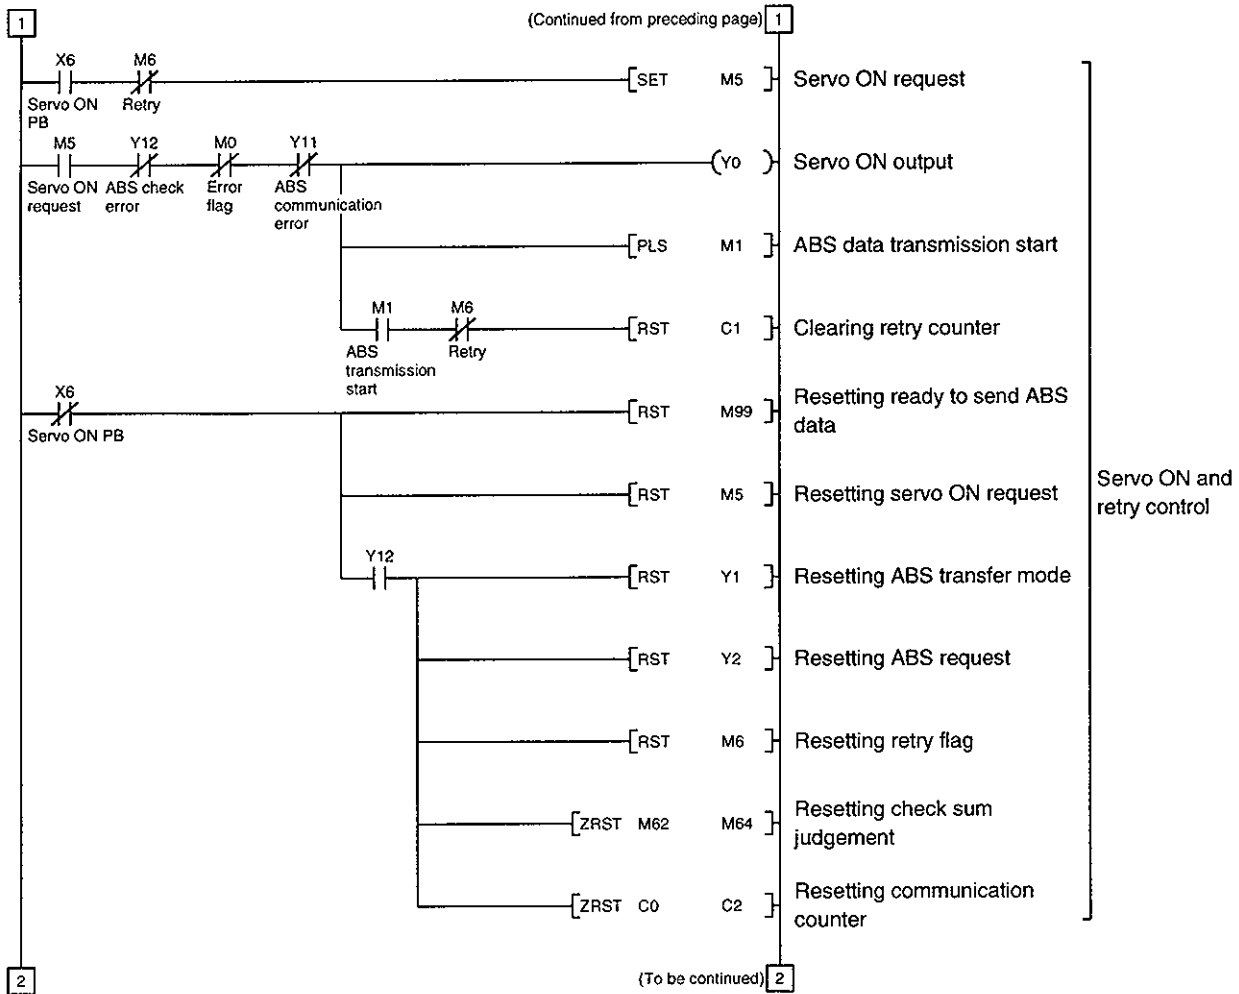 1
(Continued from preceding page) 1
X6 M6
SET M5 Servo ON request
Servo ON Retry
PB
M5 Y12 M0 Y11
Y0 Servo ON output
Servo ON ABS check Error ABS
request error flag communication
error
PLS M1 ABS data transmission start
M1 M6
RST C1 Clearing retry counter
ABS Retry
transmission
start
X6
RST M99 Resetting ready to send ABS
data
Servo ON PB
RST M5 Resetting servo ON request
Servo ON and
retry control
Y12
RST Y1 Resetting ABS transfer mode
RST Y2 Resetting ABS request
RST M6 Resetting retry flag
ZRST M62 M64 Resetting check sum
judgement
ZRST C0 C2 Resetting communication
counter
2
(To be continued) 2